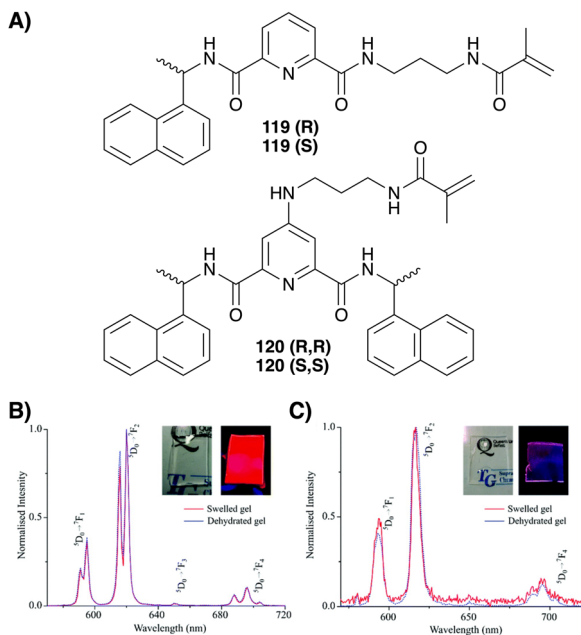 A)
H
N
O
N
O
H
N
H
N
O
119 (R)
119 (S)
O
HN
N
H
H
N
O
N
O
H
N
120 (R,R)
120 (S,S)
B)
C)
Normalised Intensity
1.0
0.5
0.0
⁵D₀→⁷F₁
⁵D₀→⁷F₂
⁵D₀→⁷F₃
⁵D₀→⁷F₄
Q
Swelled gel
Dehydrated gel
600
640
680
720
Wavelength (nm)
Normalised Intensity
1.0
0.5
0.0
⁵D₀→⁷F₁
⁵D₀→⁷F₂
⁵D₀→⁷F₄
Q
TG
Swelled gel
Dehydrated gel
600
650
700
Wavelength (nm)